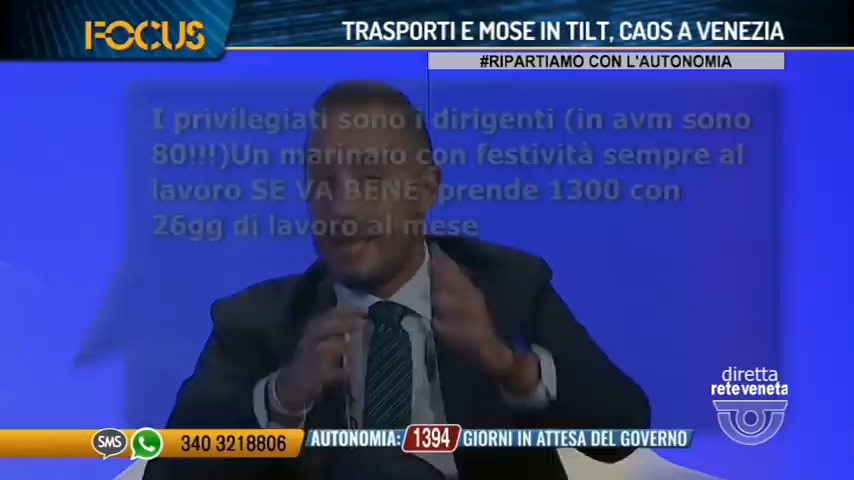 FOCUS
TRASPORTI E MOSE IN TILT, CAOS A VENEZIA
#RIPARTIAMO CON L'AUTONOMIA
I privilegiati sono i dirigenti (in avm sono
80!!!)Un marinaio con festività sempre al
lavoro SE VA BENE prende 1300 con
26gg di lavoro al mese
diretta
reteveneta
SMS 340 3218806 AUTONOMIA: 1394 GIORNI IN ATTESA DEL GOVERNO